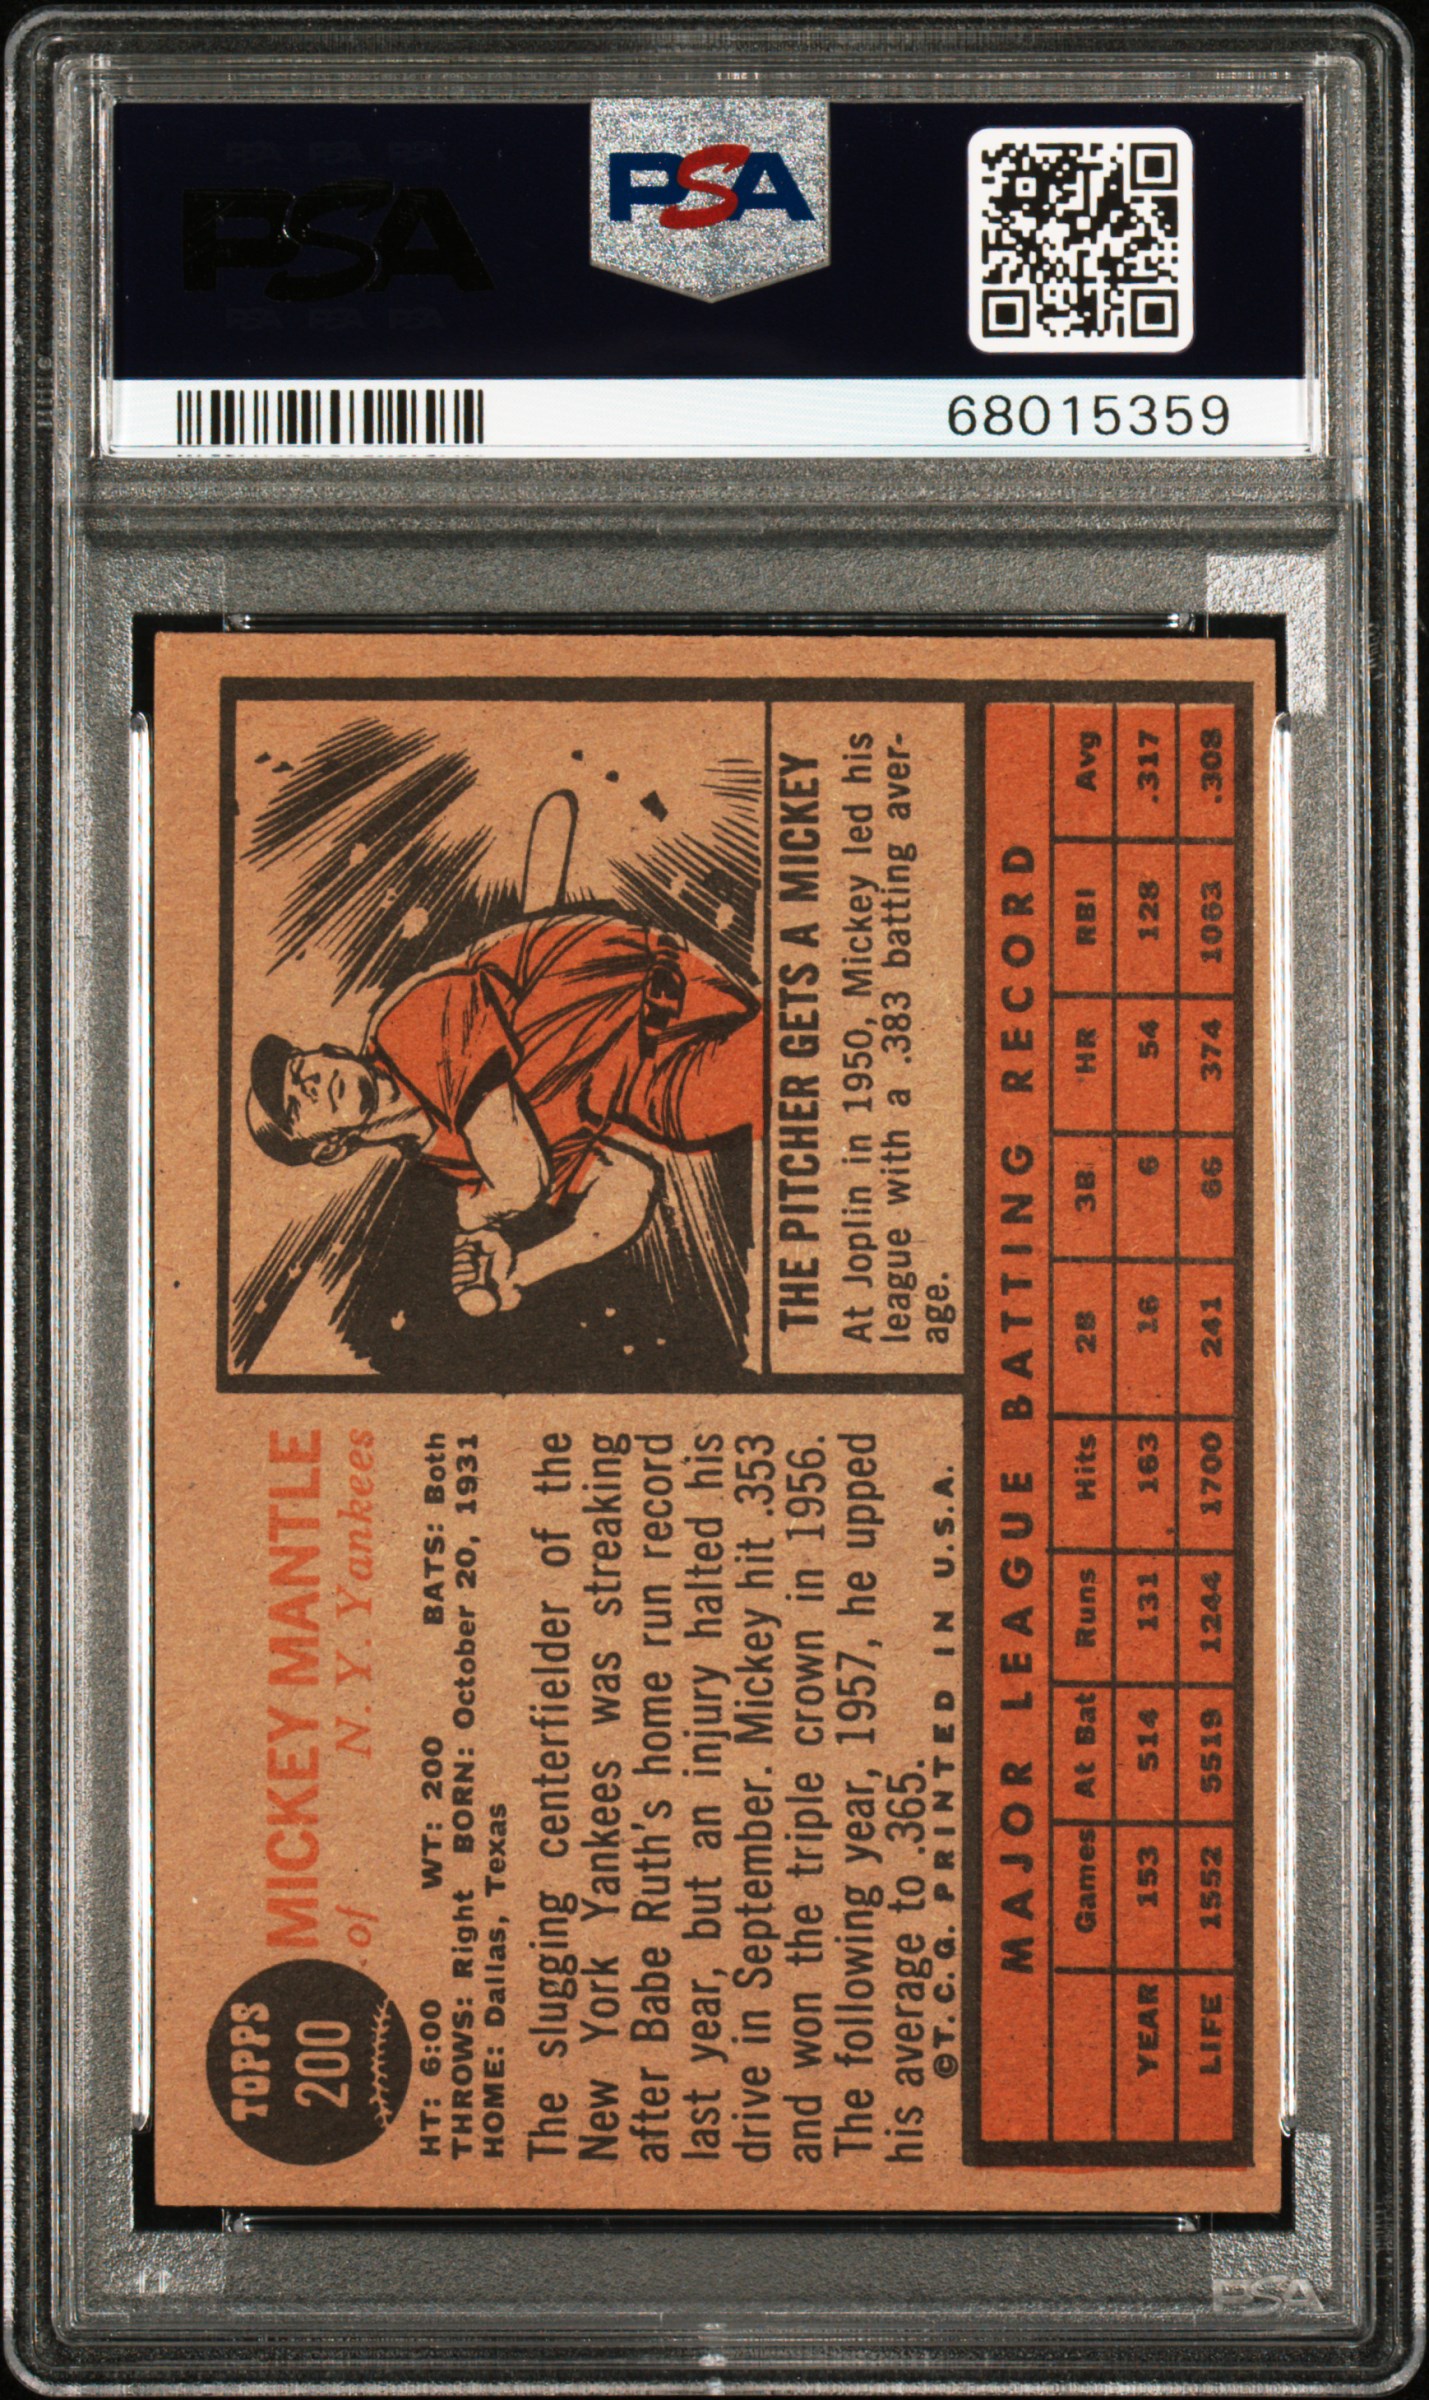 PSA
PSA
68015359
TOPPS
200
MICKEY MANTLE
of N. Y. Yankees
HT: 6:00 WT: 200 BATS: Both
THROWS: Right BORN: October 20, 1931
HOME: Dallas, Texas
The slugging centerfielder of the
New York Yankees was streaking
after Babe Ruth's home run record
last year, but an injury halted his
drive in September. Mickey hit .353
and won the triple crown in 1956.
The following year, 1957, he upped
his average to .365.
©T. C. G. PRINTED IN U.S.A.
THE PITCHER GETS A MICKEY
At Joplin in 1950, Mickey led his
league with a .383 batting aver-
age.
MAJOR LEAGUE BATTING RECORD
Games At Bat Runs Hits 2B 3B HR RBI Avg
YEAR 153 514 131 163 16 6 54 128 .317
LIFE 1552 5519 1244 1700 241 66 374 1063 .308
PSA